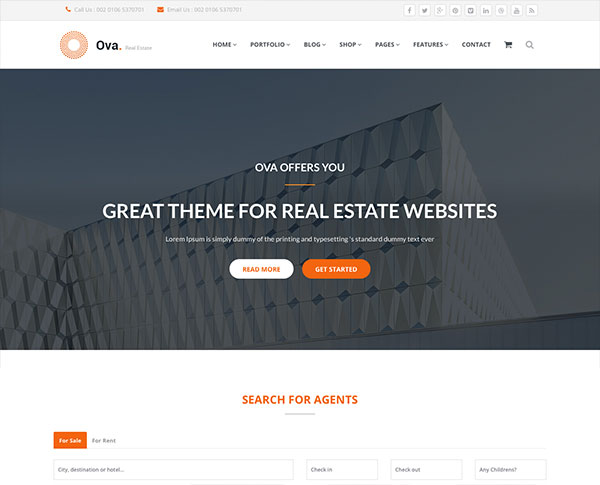 Call Us : 002 0106 5370701 Email Us : 002 0106 5370701
Ova. Real Estate
HOME PORTFOLIO BLOG SHOP PAGES FEATURES CONTACT
OVA OFFERS YOU
GREAT THEME FOR REAL ESTATE WEBSITES
Lorem Ipsum is simply dummy of the printing and typesetting 's standard dummy text ever
READ MORE GET STARTED
SEARCH FOR AGENTS
For Sale For Rent
City, destination or hotel... Check in Check out Any Childrens?